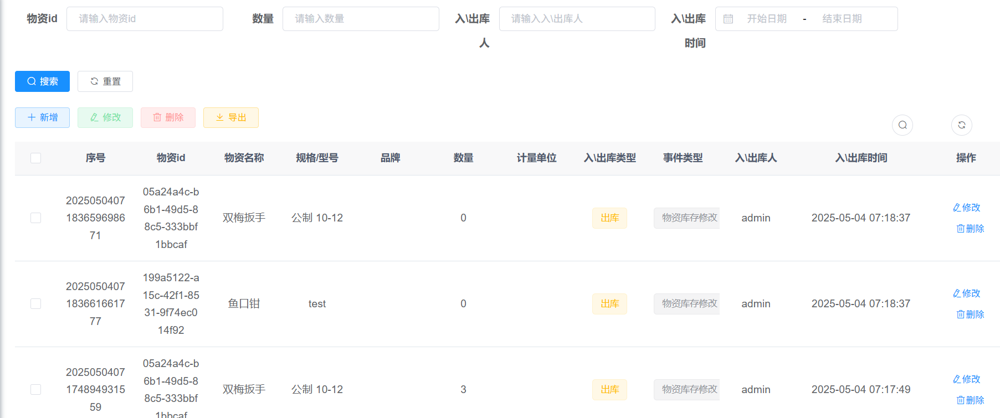 物资id 请输入物资id 数量 请输入数量 入\出库人 请输入入\出库人 入\出库时间 开始日期 - 结束日期
搜索 重置
新增 修改 删除 导出
序号 物资id 物资名称 规格/型号 品牌 数量 计量单位 入\出库类型 事件类型 入\出库人 入\出库时间 操作
2025050407183659698671 05a24a4c-b6b1-49d5-88c5-333bbf1bbcaf 双梅扳手 公制 10-12 0 出库 物资库存修改 admin 2025-05-04 07:18:37 修改 删除
2025050407183661661777 199a5122-a15c-42f1-8531-9f74ec014f92 鱼口钳 test 0 出库 物资库存修改 admin 2025-05-04 07:18:37 修改 删除
2025050407174894931559 05a24a4c-b6b1-49d5-88c5-333bbf1bbcaf 双梅扳手 公制 10-12 3 出库 物资库存修改 admin 2025-05-04 07:17:49 修改 删除